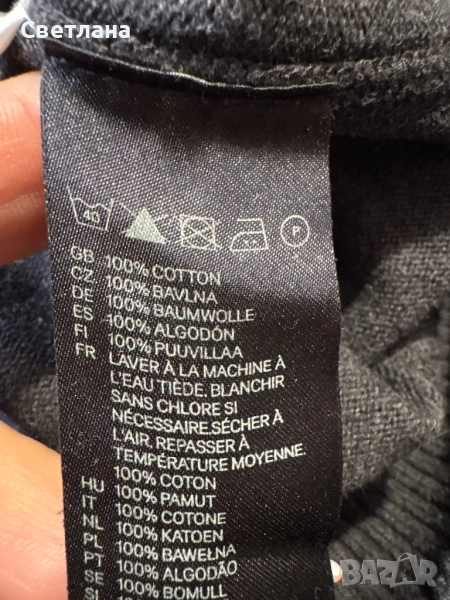 Светлана
40
P
GB 100% COTTON
CZ 100% BAVLNA
DE 100% BAUMWOLLE
ES 100% ALGODÓN
FI 100% PUUVILLAA
FR LAVER À LA MACHINE À
L'EAU TIÈDE. BLANCHIR
SANS CHLORE SI
NÉCESSAIRE.SÉCHER À
L'AIR. REPASSER À
TEMPÉRATURE MOYENNE.
100% COTON
HU 100% PAMUT
IT 100% COTONE
NL 100% KATOEN
PL 100% BAWEŁNA
PT 100% ALGODÃO
SE 100% BOMULL
SI
BAZAR